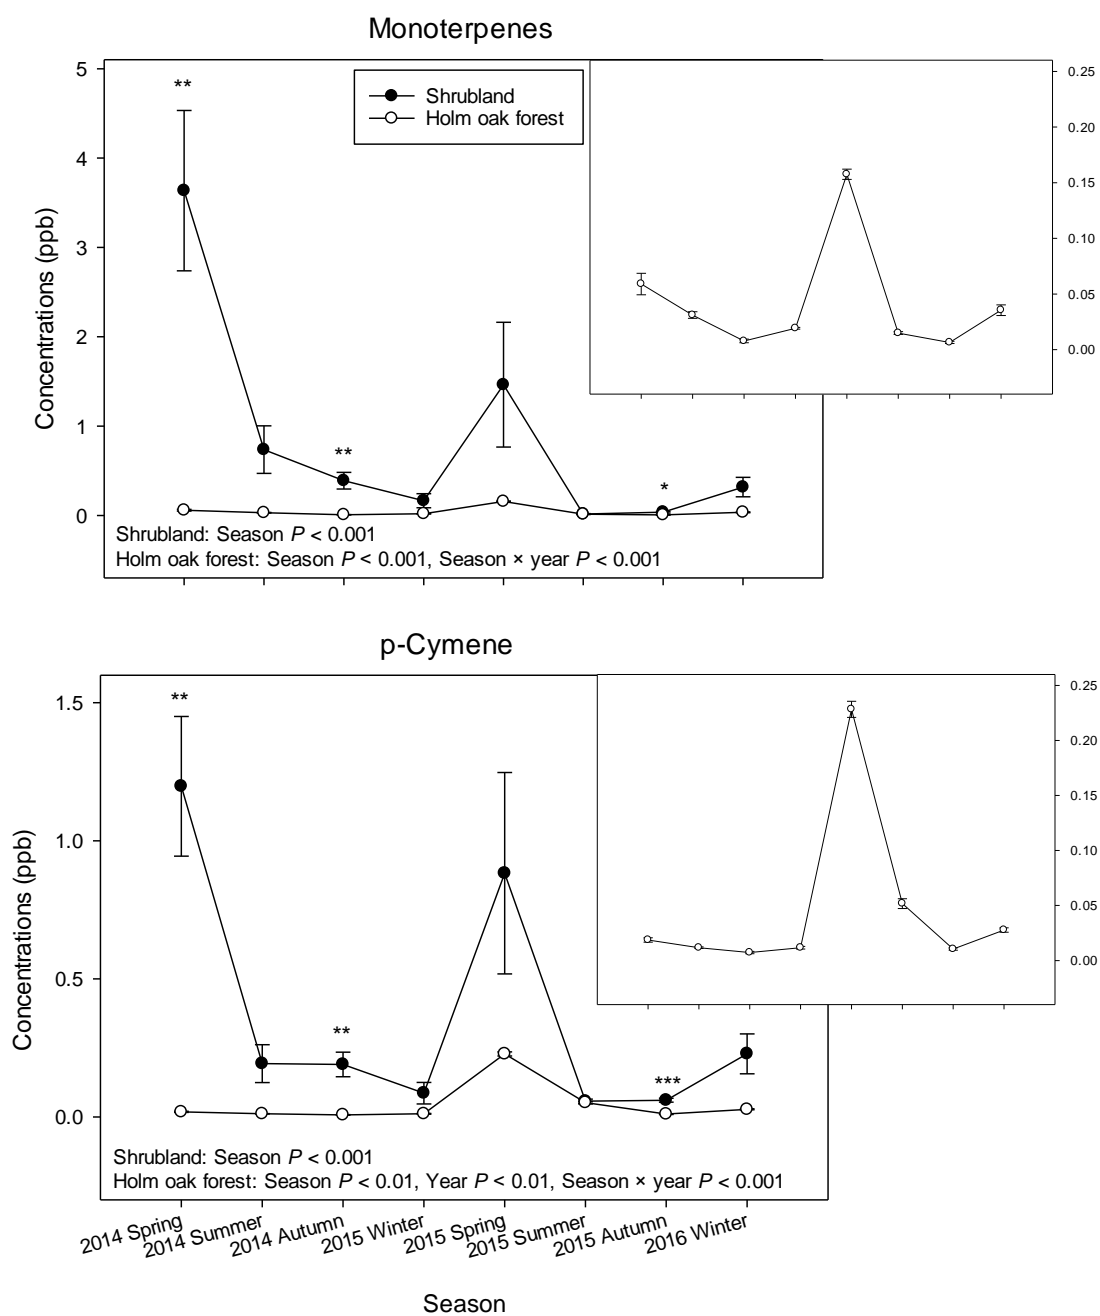 Monoterpenes
5
4
3
2
1
0
Concentrations (ppb)
**
**
*
Shrubland
Holm oak forest
0.25
0.20
0.15
0.10
0.05
0.00
Shrubland: Season P < 0.001
Holm oak forest: Season P < 0.001, Season × year P < 0.001
p-Cymene
1.5
1.0
0.5
0.0
Concentrations (ppb)
**
**
***
0.25
0.20
0.15
0.10
0.05
0.00
Shrubland: Season P < 0.001
Holm oak forest: Season P < 0.01, Year P < 0.01, Season × year P < 0.001
2014 Spring
2014 Summer
2014 Autumn
2015 Winter
2015 Spring
2015 Summer
2015 Autumn
2016 Winter
Season